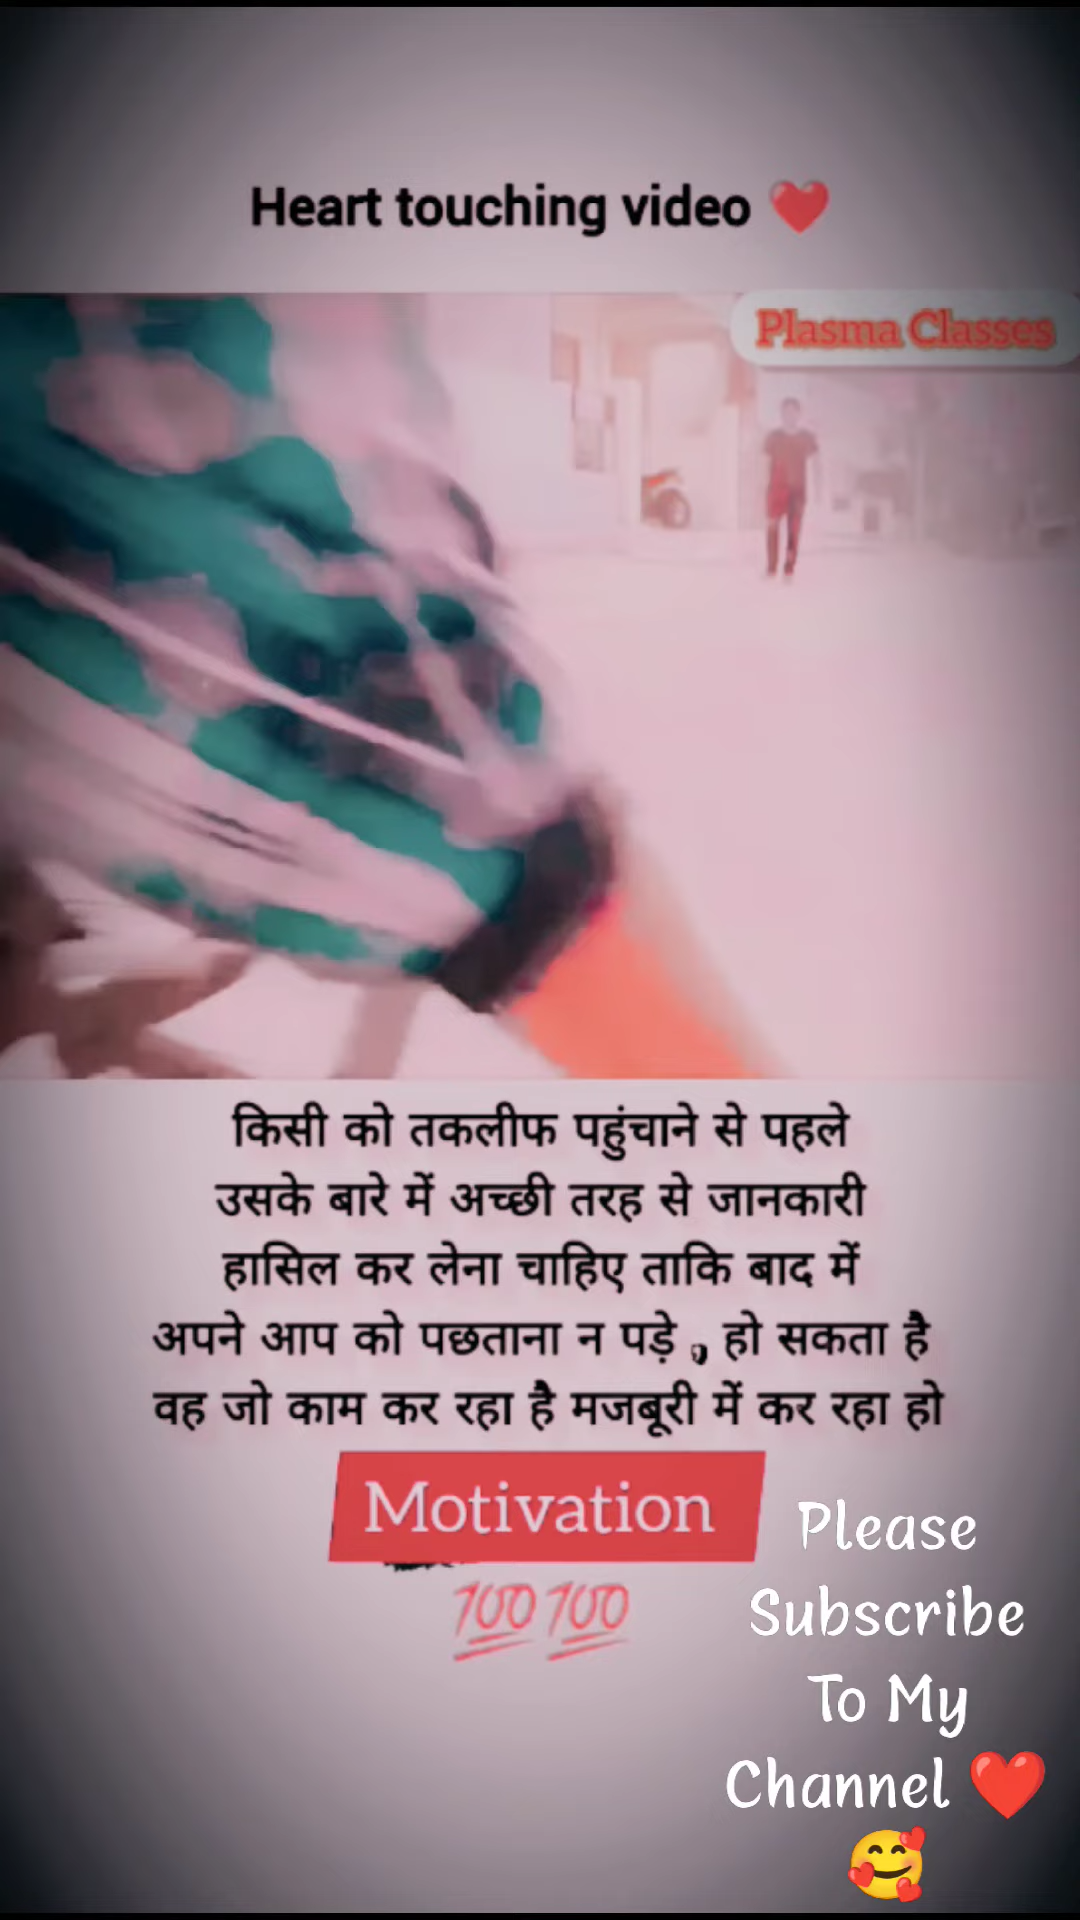 Heart touching video ❤️
Plasma Classes
किसी को तकलीफ पहुंचाने से पहले
उसके बारे में अच्छी तरह से जानकारी
हासिल कर लेना चाहिए ताकि बाद में
अपने आप को पछताना न पड़े , हो सकता है
वह जो काम कर रहा है मजबूरी में कर रहा हो
Motivation
💯💯
Please
Subscribe
To My
Channel ❤️
🥰